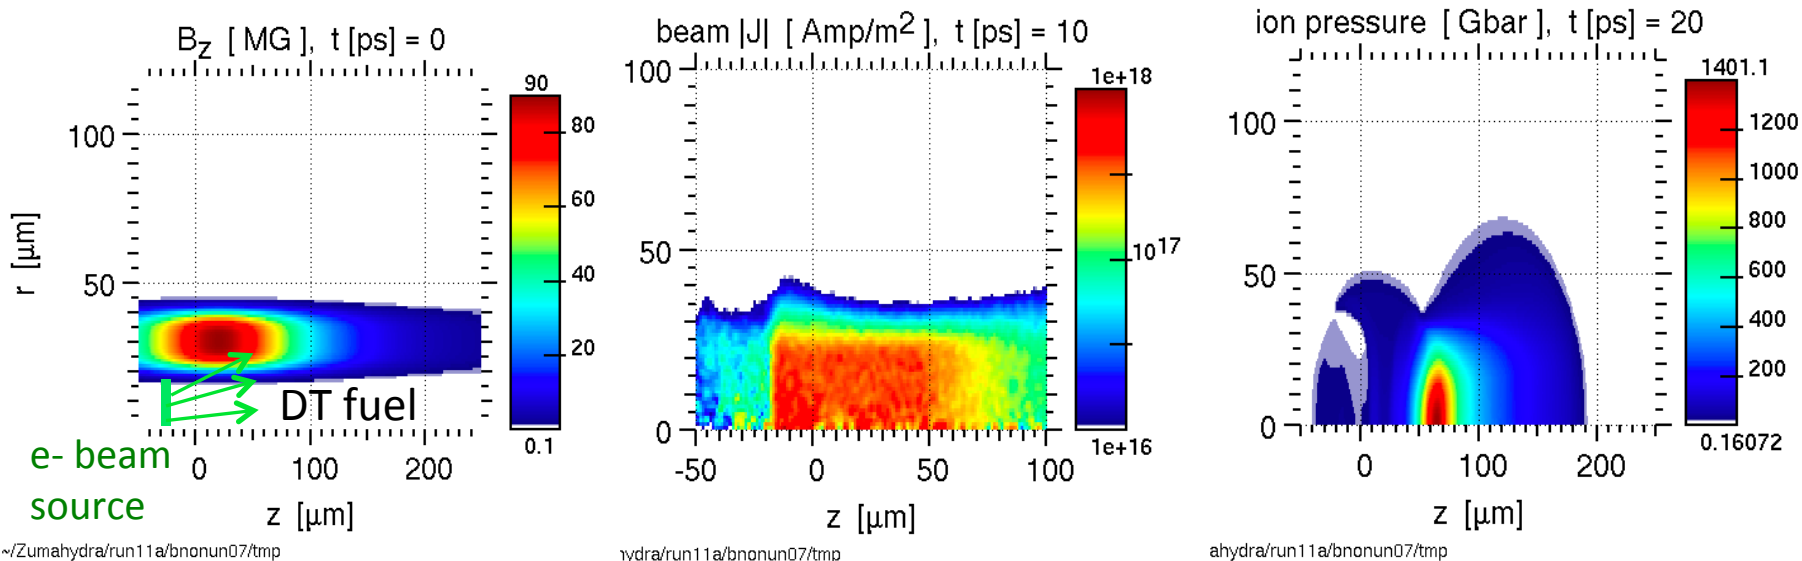 B_z [ MG ], t [ps] = 0
90
80
60
40
20
0.1
100
50
r [μm]
DT fuel
e- beam
source
0
100
200
z [μm]
~/Zumahydra/run11a/bnonun07/tmp
beam |J| [ Amp/m² ], t [ps] = 10
100
50
0
1e+18
10^17
1e+16
-50
0
50
100
z [μm]
ydra/run11a/bnonun07/tmp
ion pressure [ Gbar ], t [ps] = 20
1401.1
1200
1000
800
600
400
200
0.16072
100
50
0
0
100
200
z [μm]
ahydra/run11a/bnonun07/tmp